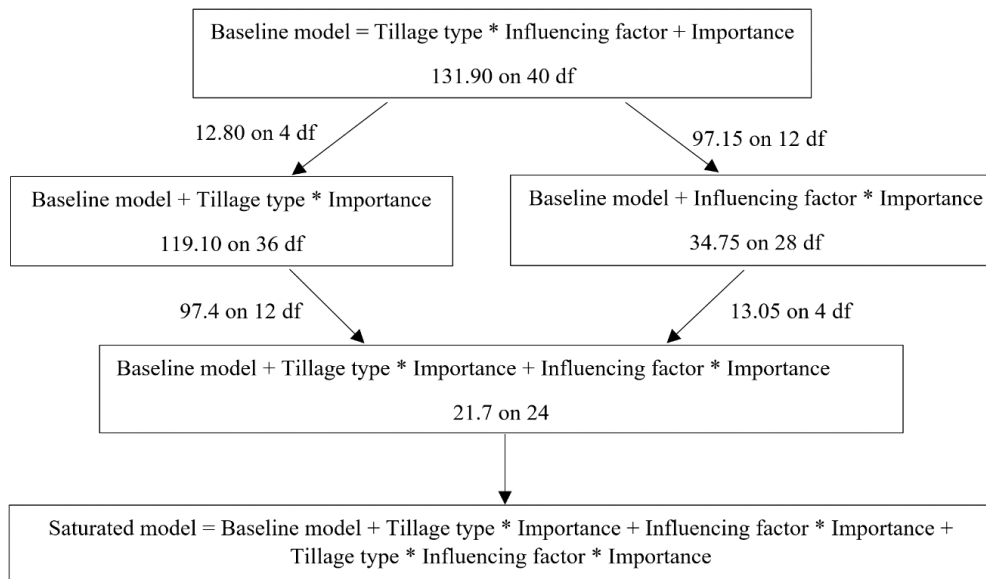 Baseline model = Tillage type * Influencing factor + Importance
131.90 on 40 df
12.80 on 4 df
97.15 on 12 df
Baseline model + Tillage type * Importance
119.10 on 36 df
Baseline model + Influencing factor * Importance
34.75 on 28 df
97.4 on 12 df
13.05 on 4 df
Baseline model + Tillage type * Importance + Influencing factor * Importance
21.7 on 24
Saturated model = Baseline model + Tillage type * Importance + Influencing factor * Importance +
Tillage type * Influencing factor * Importance